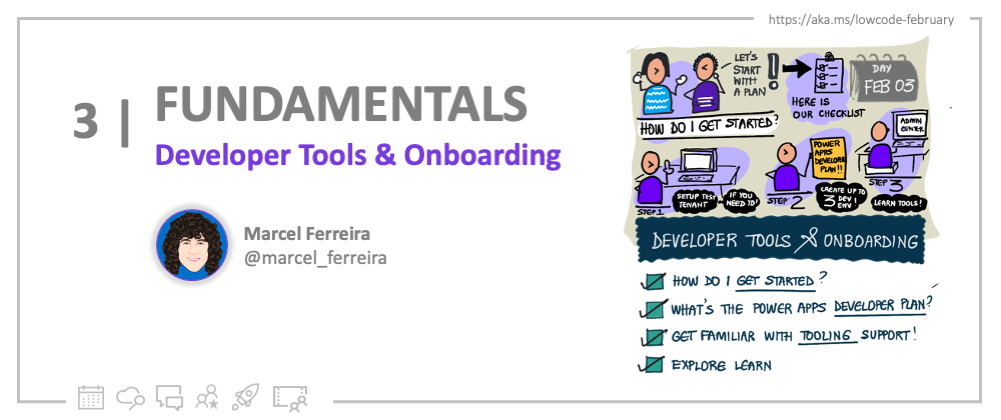 https://aka.ms/lowcode-february
3 | FUNDAMENTALS
Developer Tools & Onboarding
Marcel Ferreira
@marcel_ferreira
LET'S
START
WITH
A PLAN
!
HERE IS
OUR CHECKLIST
DAY
FEB 03
HOW DO I GET STARTED?
ADMIN
CENTER
POWER
APPS
DEVELOPER
PLAN!!
STEP 1
SETUP TEST
TENANT
IF YOU
NEED TO!
STEP 2
CREATE UP TO
3 DEV
ENV!
STEP 3
LEARN TOOLS!
DEVELOPER TOOLS & ONBOARDING
HOW DO I GET STARTED?
WHAT'S THE POWER APPS DEVELOPER PLAN?
GET FAMILIAR WITH TOOLING SUPPORT!
EXPLORE LEARN